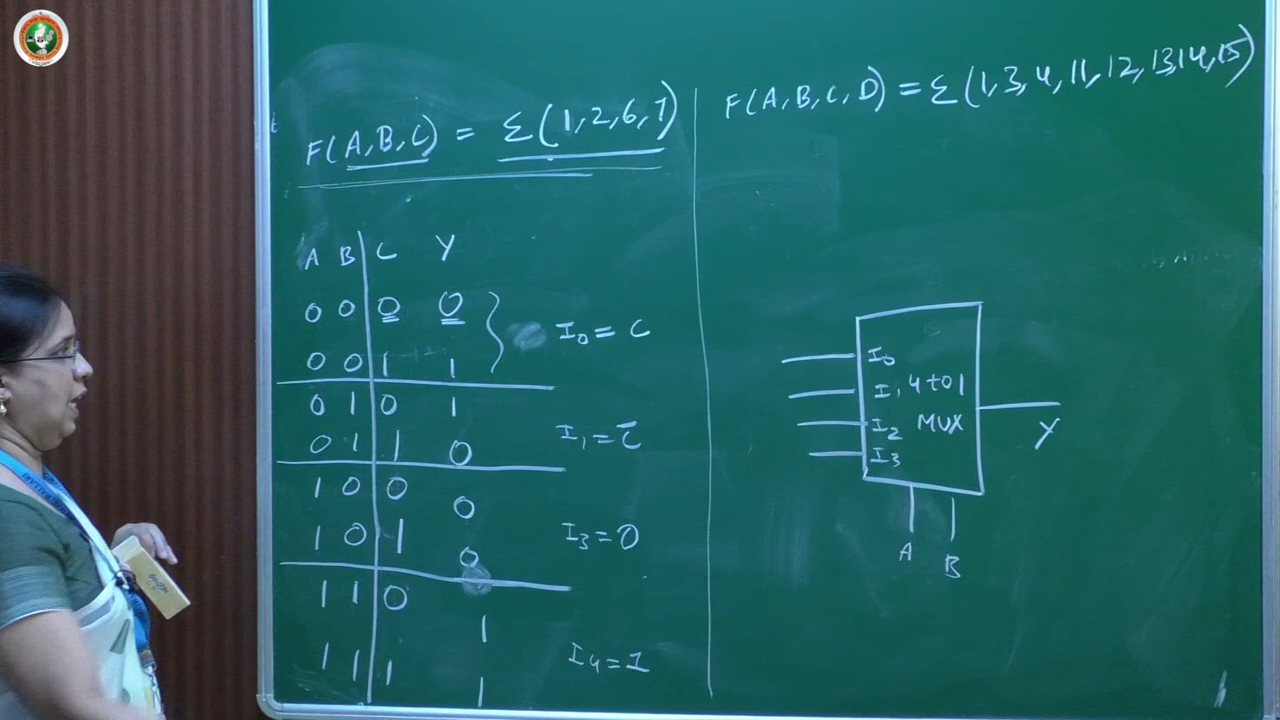 F(A,B,C) = Σ(1,2,6,7)
A B C Y
0 0 0 0
I₀ = C
0 0 1 1
0 1 0 1
I₁ = C̅
0 1 1 0
1 0 0 0
I₃ = 0
1 0 1 0
1 1 0 1
I₄ = 1
1 1 1 1
F(A,B,C,D) = Σ(1,3,4,11,12,13,14,15)
I₀
I₁ 4 to 1
I₂ MUX
I₃
Y
A B